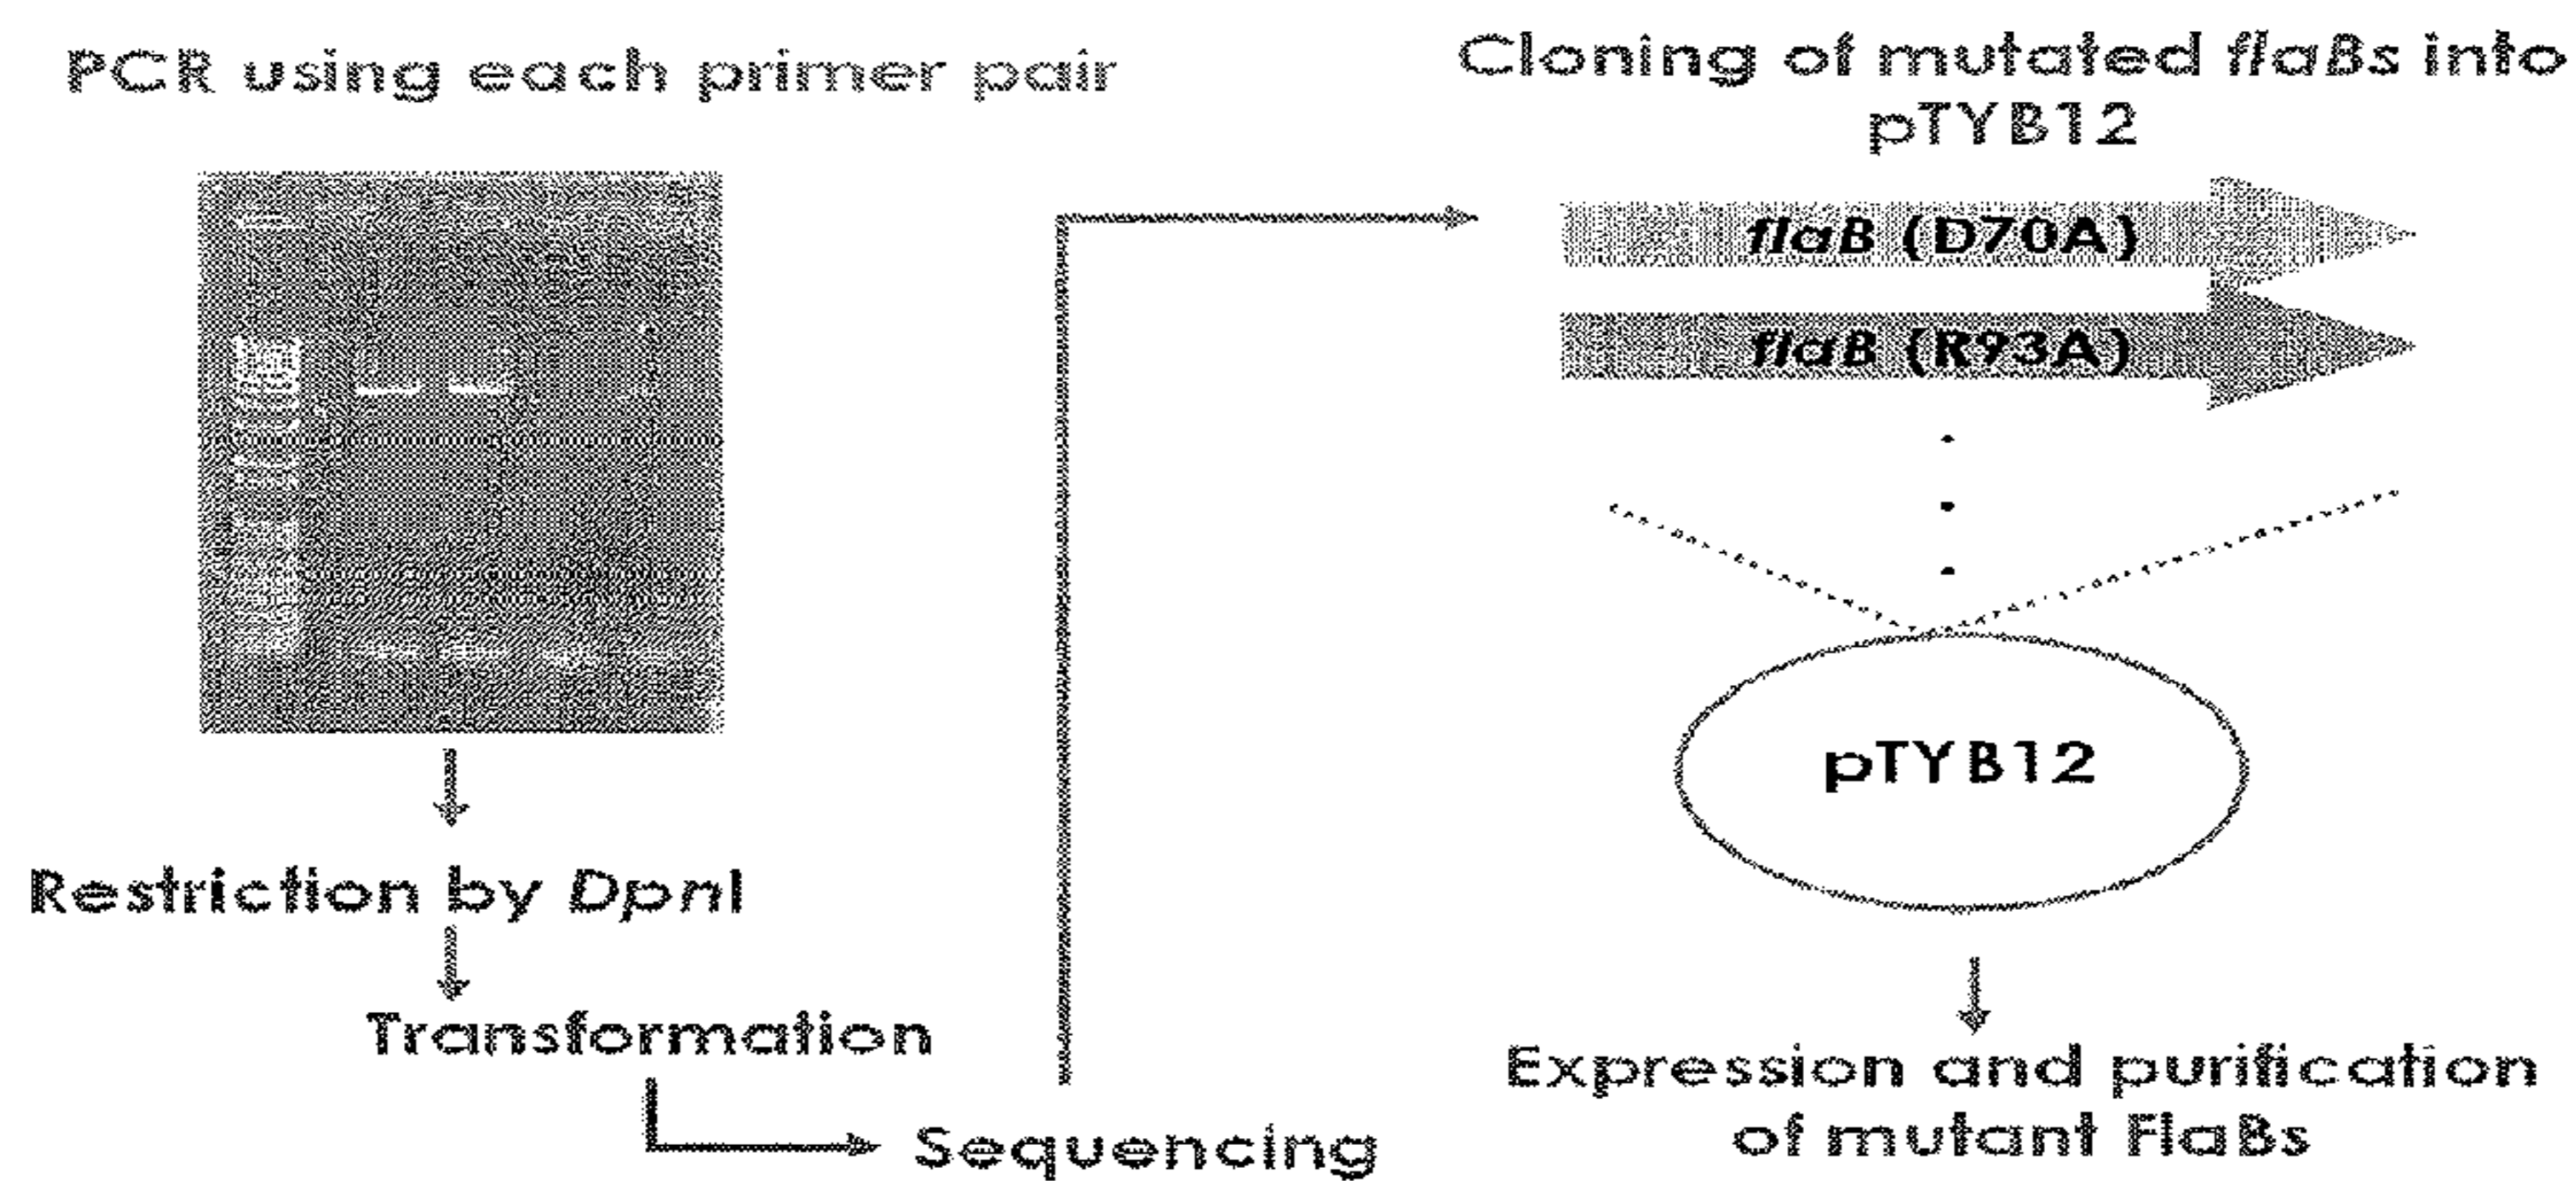 PCR using each primer pair
Restriction by DpnI
Transformation
Sequencing
Cloning of mutated flaBs into
pTYB12
flaB (D70A)
flaB (R93A)
pTYB12
Expression and purification
of mutant FlaBs